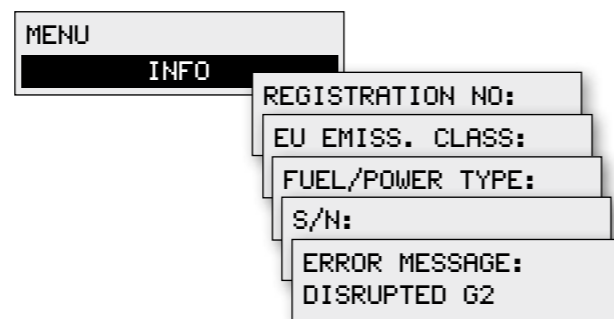 MENU
INFO
REGISTRATION NO:
EU EMISS. CLASS:
FUEL/POWER TYPE:
S/N:
ERROR MESSAGE:
DISRUPTED G2